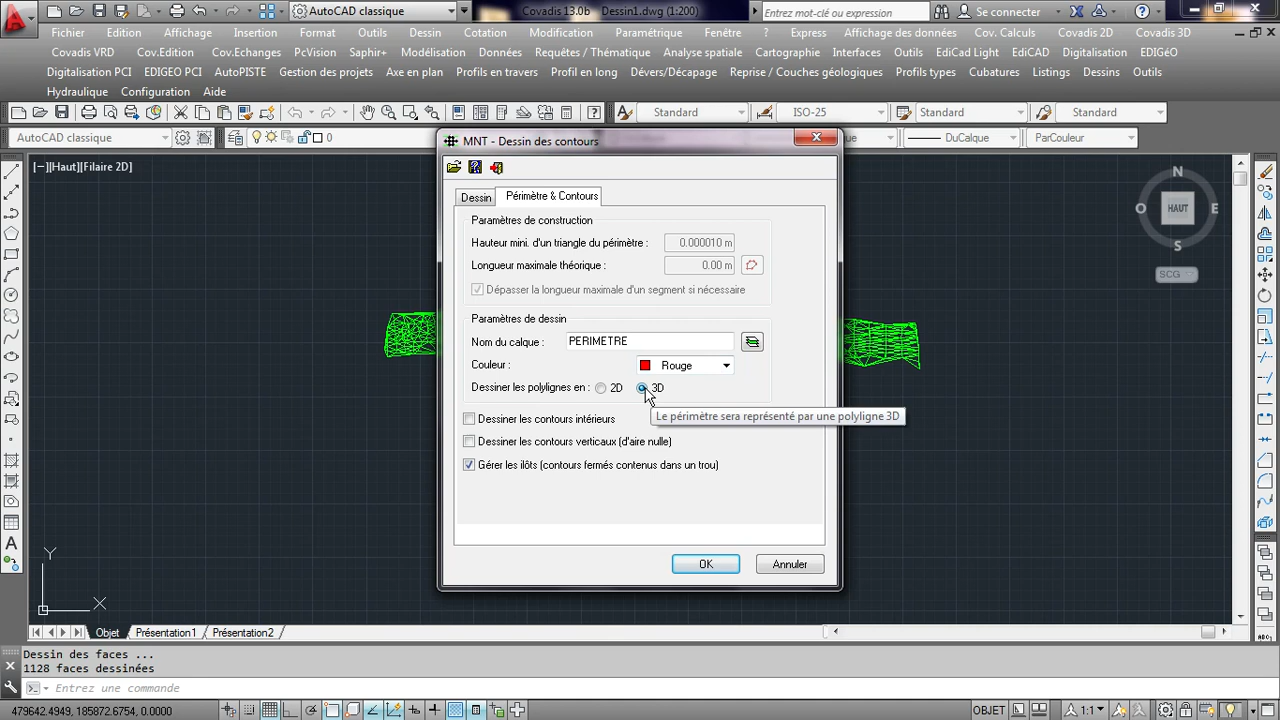 AutoCAD classique
Covadis 13.0b Dessin1.dwg (1:200)
Entrez mot-clé ou expression
Se connecter
Fichier Edition Affichage Insertion Format Outils Dessin Cotation Modification Paramétrique Fenêtre ? Express Affichage des données Cov. Calculs Covadis 2D Covadis 3D
Covadis VRD Cov.Edition Cov.Echanges PcVision Saphir+ Modélisation Données Requêtes / Thématique Analyse spatiale Cartographie Interfaces Outils EdiCad Light EdiCAD Digitalisation EDIGéO
Digitalisation PCI EDIGEO PCI AutoPISTE Gestion des projets Axe en plan Profils en travers Profil en long Dévers/Décapage Reprise / Couches géologiques Profils types Cubatures Listings Dessins Outils
Hydraulique Configuration Aide
Standard ISO-25 Standard Standard
AutoCAD classique 0 DuCalque ParCouleur
[−][Haut][Filaire 2D]
MNT - Dessin des contours
Dessin Périmètre & Contours
Paramètres de construction
Hauteur mini. d'un triangle du périmètre : 0.000010 m
Longueur maximale théorique : 0.00 m
Dépasser la longueur maximale d'un segment si nécessaire
Paramètres de dessin
Nom du calque : PERIMETRE
Couleur : Rouge
Dessiner les polylignes en : 2D 3D
Le périmètre sera représenté par une polyligne 3D
Dessiner les contours intérieurs
Dessiner les contours verticaux (d'aire nulle)
Gérer les ilôts (contours fermés contenus dans un trou)
OK Annuler
N
O HAUT E
S
SCG
Y
X
Objet Présentation1 Présentation2
Dessin des faces ...
1128 faces dessinées
Entrez une commande
479642.4949, 185872.6754, 0.0000
OBJET
1:1